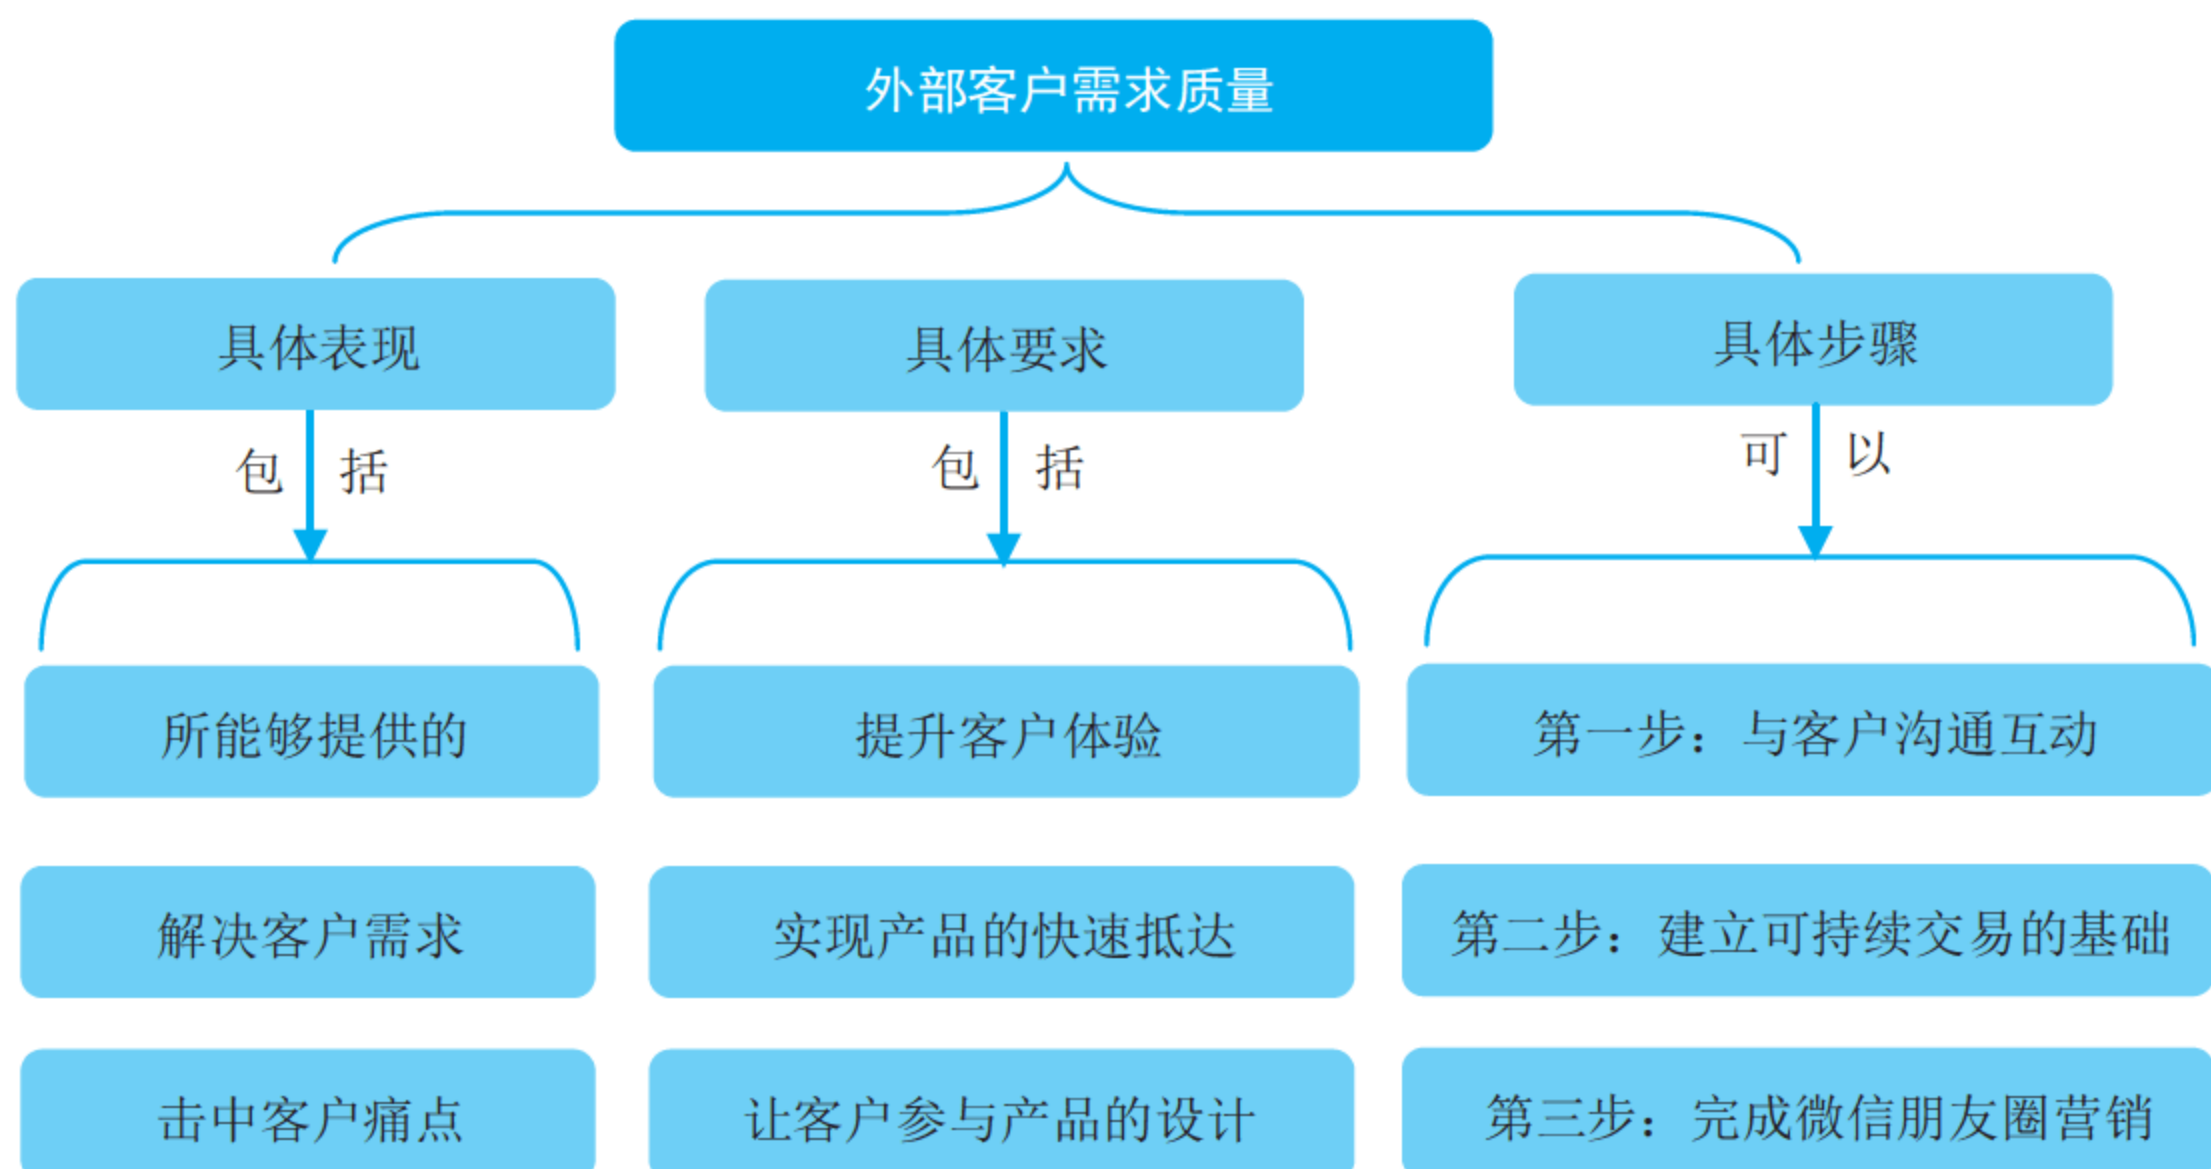 外部客户需求质量
具体表现
具体要求
具体步骤
包 括
包 括
可 以
所能够提供的
提升客户体验
第一步：与客户沟通互动
解决客户需求
实现产品的快速抵达
第二步：建立可持续交易的基础
击中客户痛点
让客户参与产品的设计
第三步：完成微信朋友圈营销